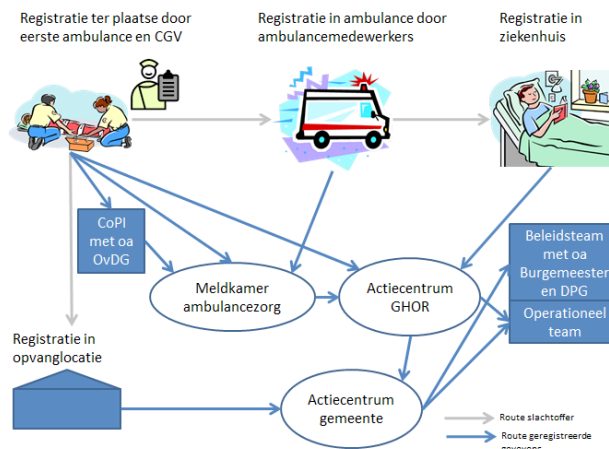 Registratie ter plaatse door
eerste ambulance en CGV
Registratie in ambulance door
ambulancemedewerkers
Registratie in
ziekenhuis
CoPI
met oa
OvDG
Meldkamer
ambulancezorg
Actiecentrum
GHOR
Beleidsteam
met oa
Burgemeester
en DPG
Operationeel
team
Registratie in
opvanglocatie
Actiecentrum
gemeente
Route slachtoffer
Route geregistreerde
gegevens